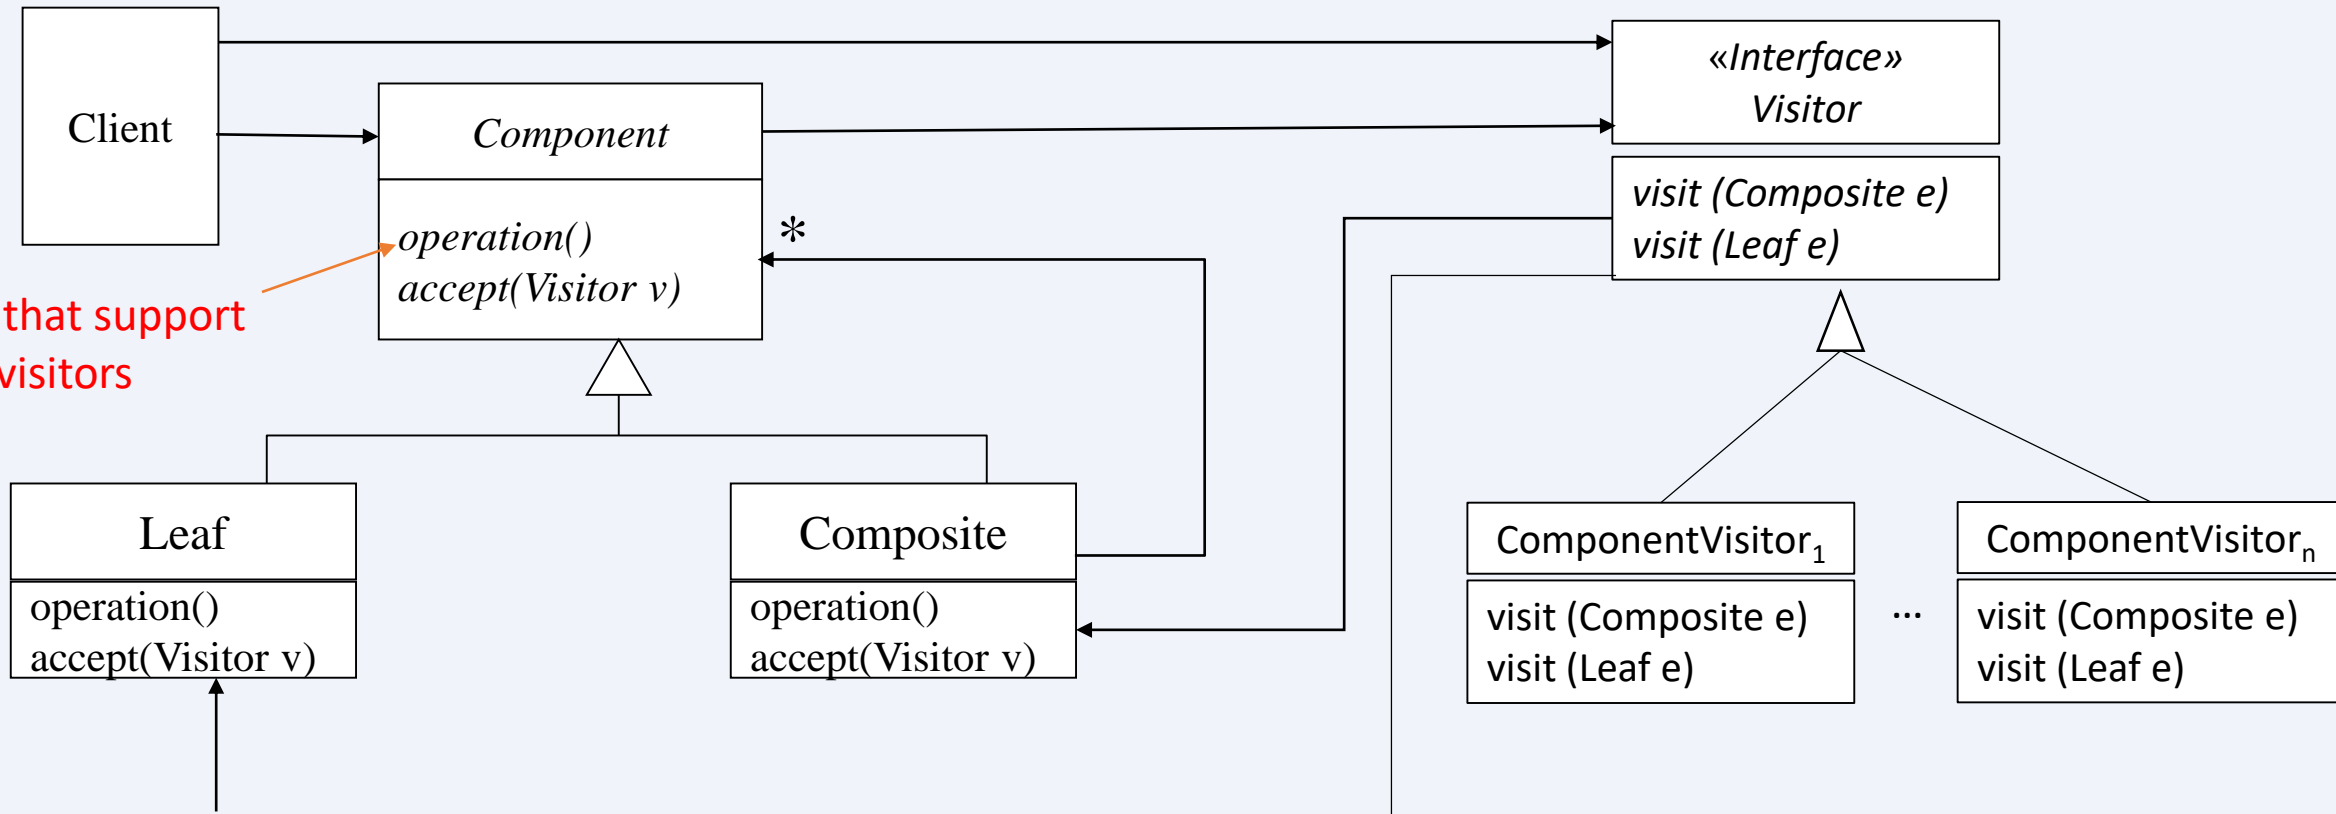 Client
Component
operation()
accept(Visitor v)
*
«Interface»
Visitor
visit (Composite e)
visit (Leaf e)
that support
visitors
Leaf
operation()
accept(Visitor v)
Composite
operation()
accept(Visitor v)
ComponentVisitor1
visit (Composite e)
visit (Leaf e)
...
ComponentVisitorn
visit (Composite e)
visit (Leaf e)